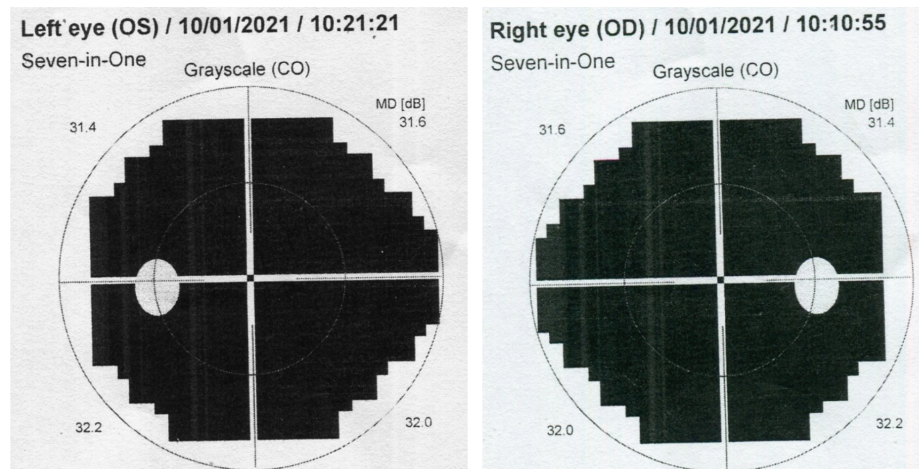 Left eye (OS) / 10/01/2021 / 10:21:21
Seven-in-One
Grayscale (CO)
MD [dB]
31.4
31.6
32.2
32.0
Right eye (OD) / 10/01/2021 / 10:10:55
Seven-in-One
Grayscale (CO)
MD [dB]
31.6
31.4
32.0
32.2